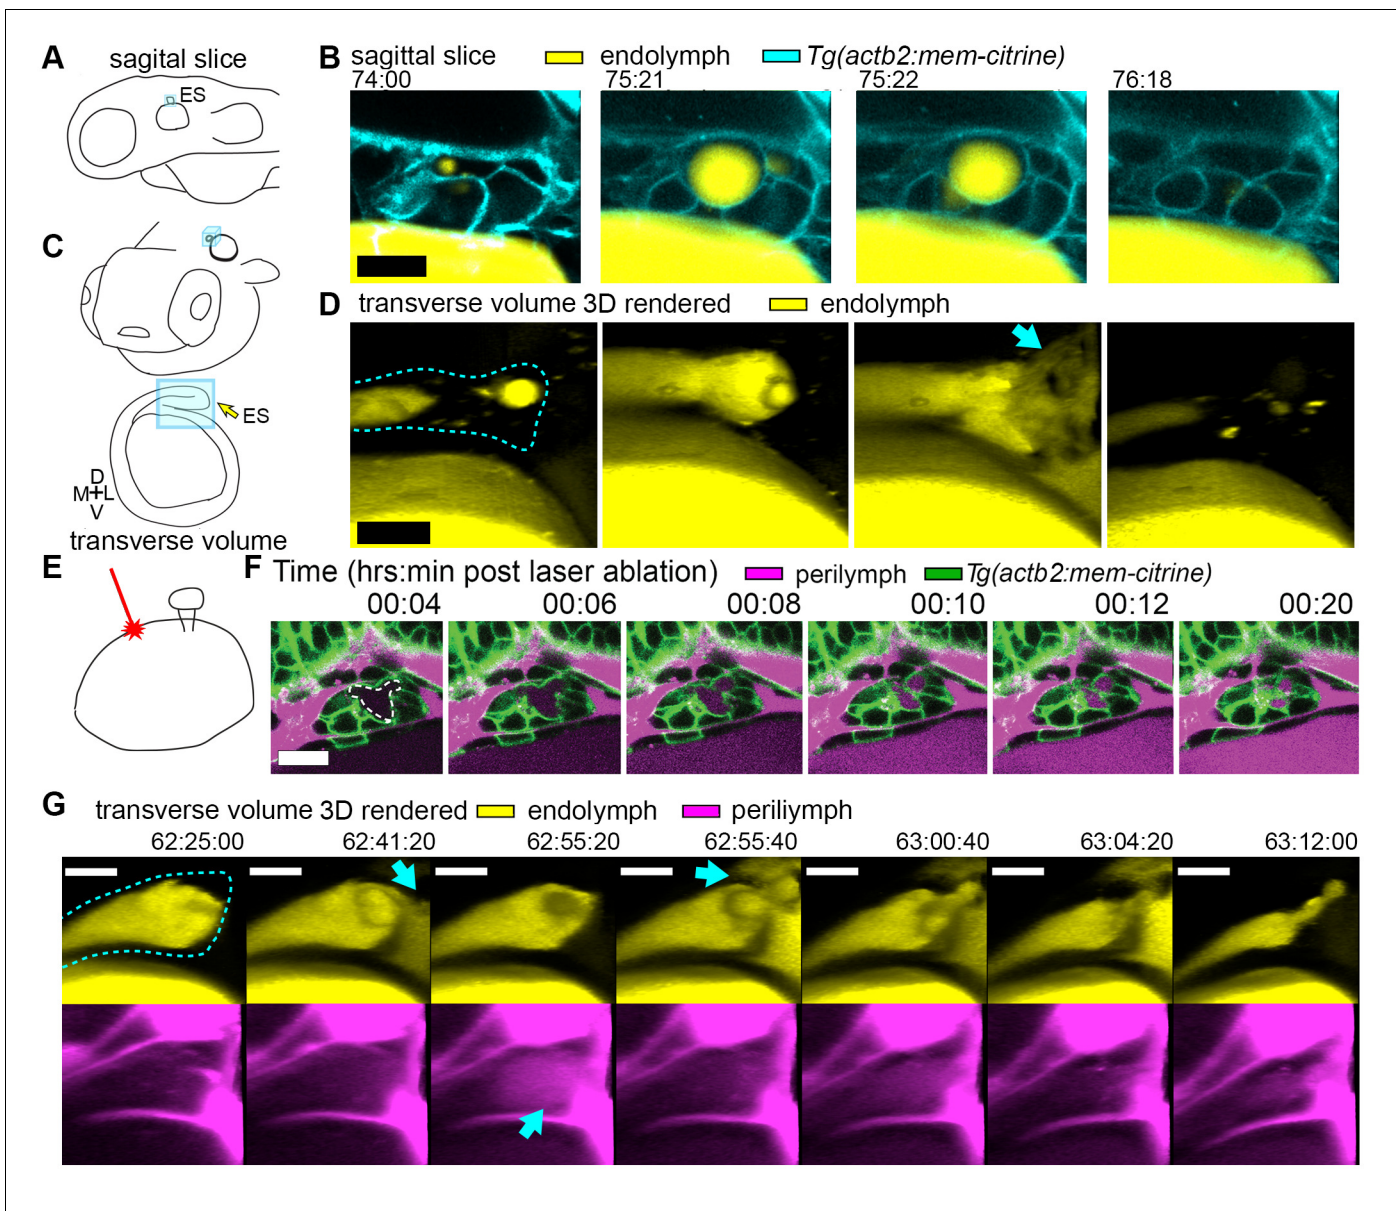 A
sagital slice
ES
B sagittal slice endolymph Tg(actb2:mem-citrine)
74:00 75:21 75:22 76:18
C
ES
D
M L
V
transverse volume
D transverse volume 3D rendered endolymph
E
F Time (hrs:min post laser ablation) perilymph Tg(actb2:mem-citrine)
00:04 00:06 00:08 00:10 00:12 00:20
G transverse volume 3D rendered endolymph periliymph
62:25:00 62:41:20 62:55:20 62:55:40 63:00:40 63:04:20 63:12:00